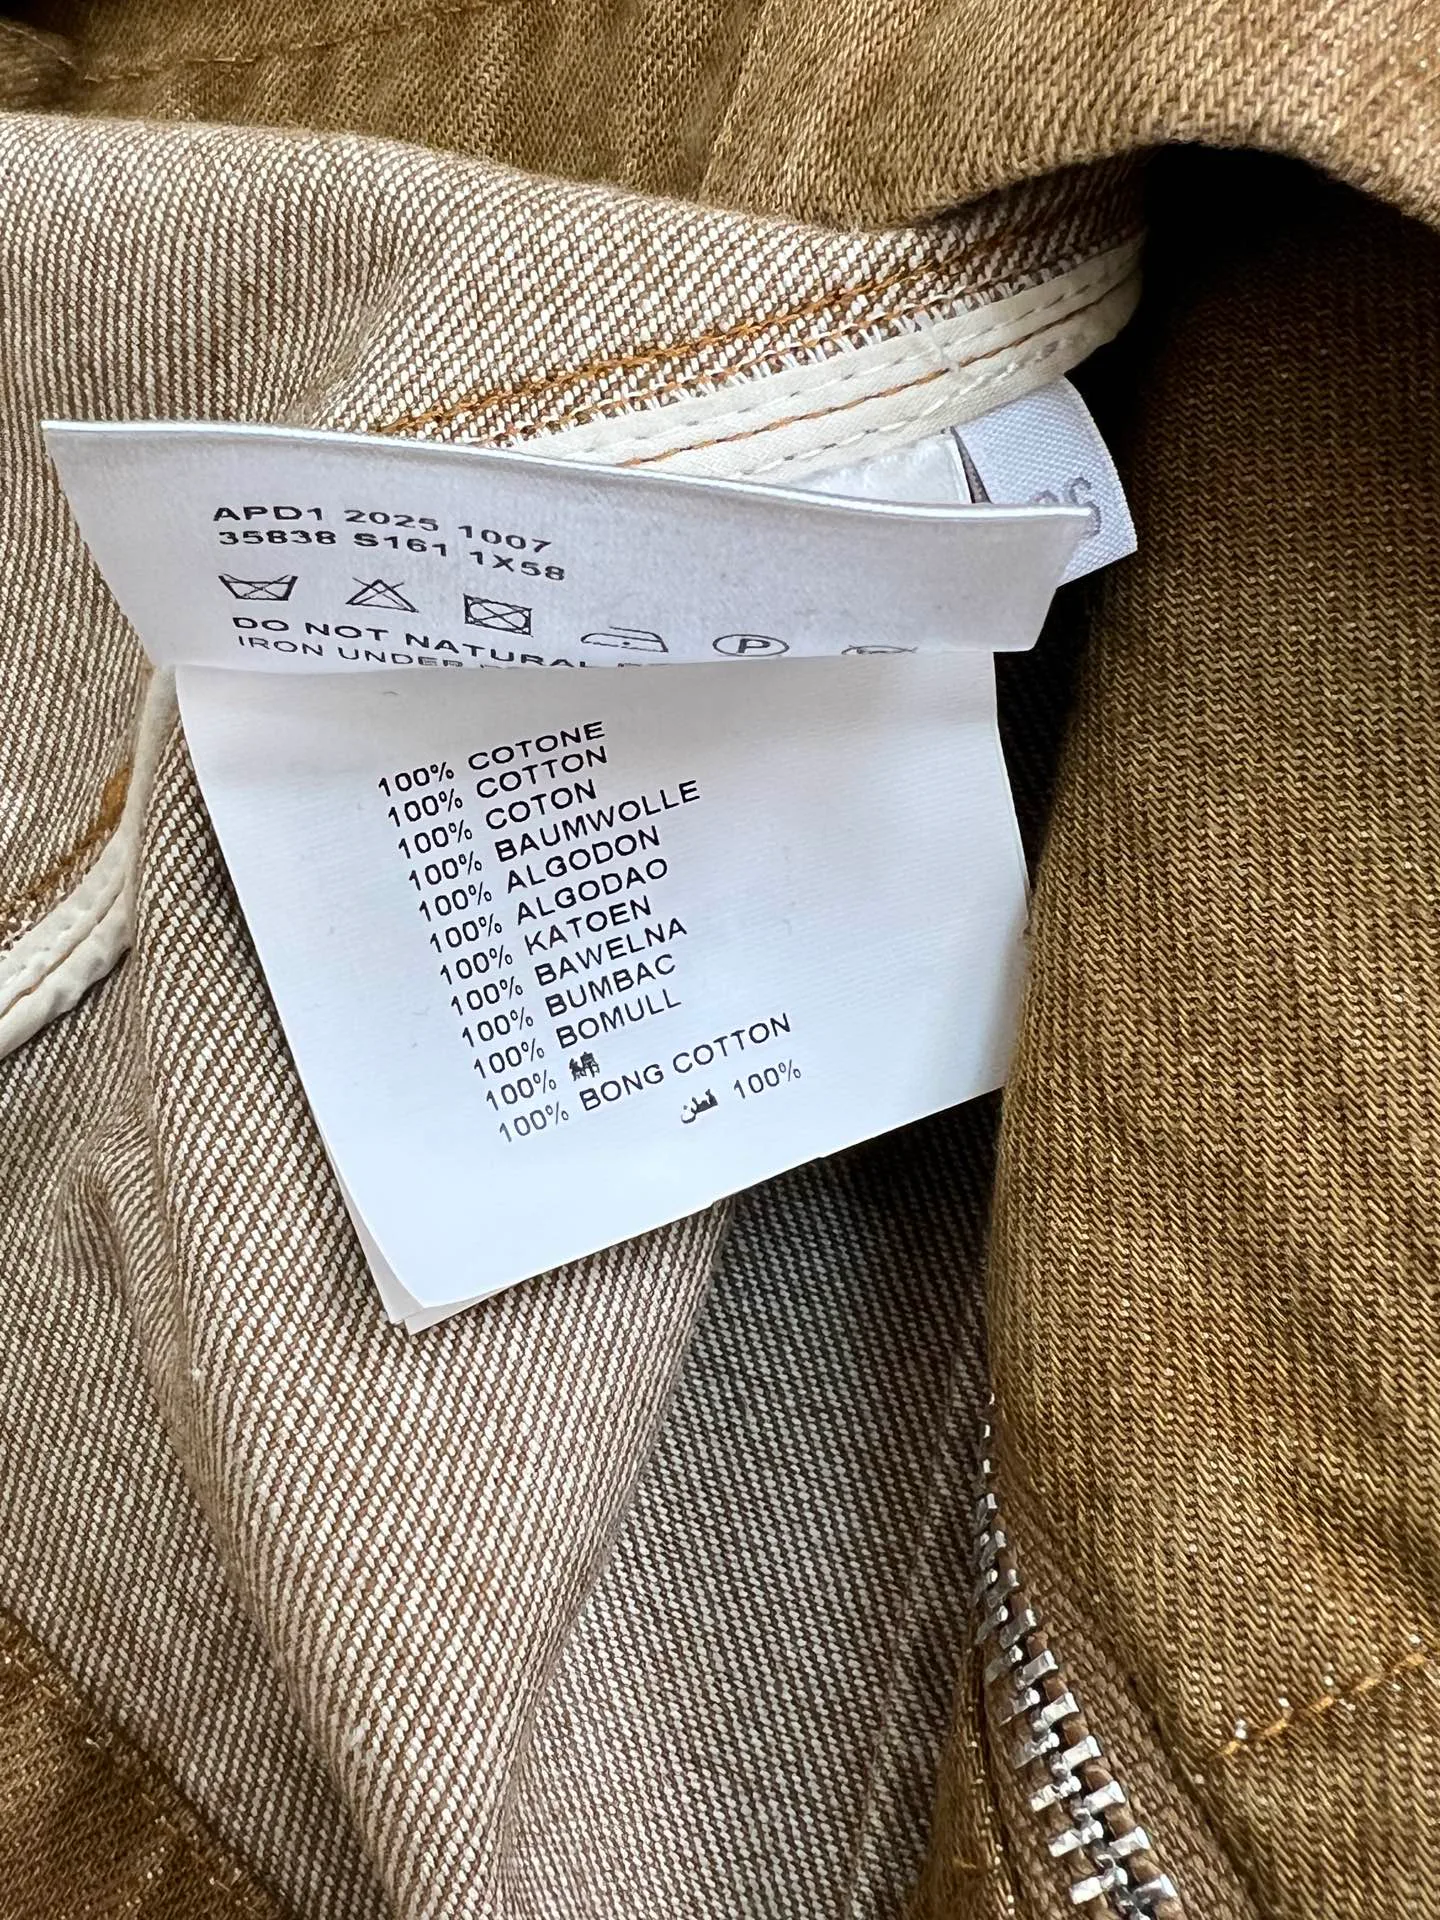 APD1 2025 1007
35838 S161 1X58
P
DO NOT NATURAL
IRON UNDER
100% COTONE
100% COTTON
100% COTON
100% BAUMWOLLE
100% ALGODON
100% ALGODAO
100% KATOEN
100% BAWELNA
100% BUMBAC
100% BOMULL
100% 綿
100% BONG COTTON
100% قطن